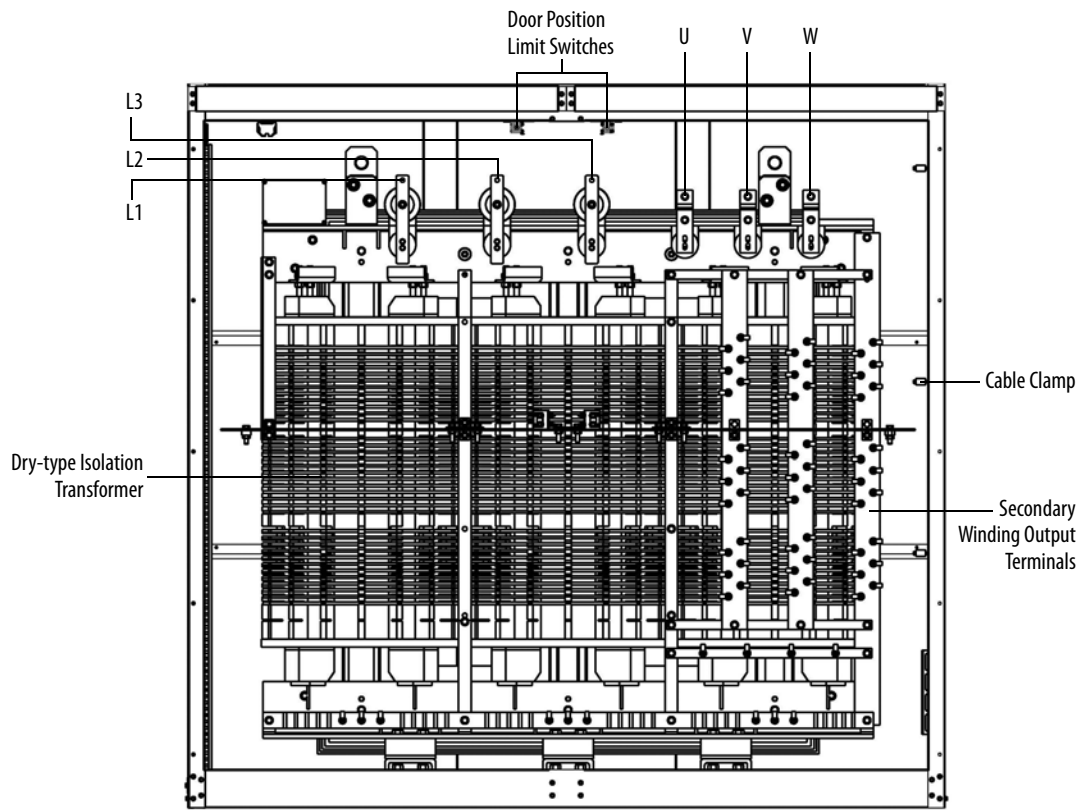 Door Position
Limit Switches
U
V
W
L3
L2
L1
Cable Clamp
Dry-type Isolation
Transformer
Secondary
Winding Output
Terminals